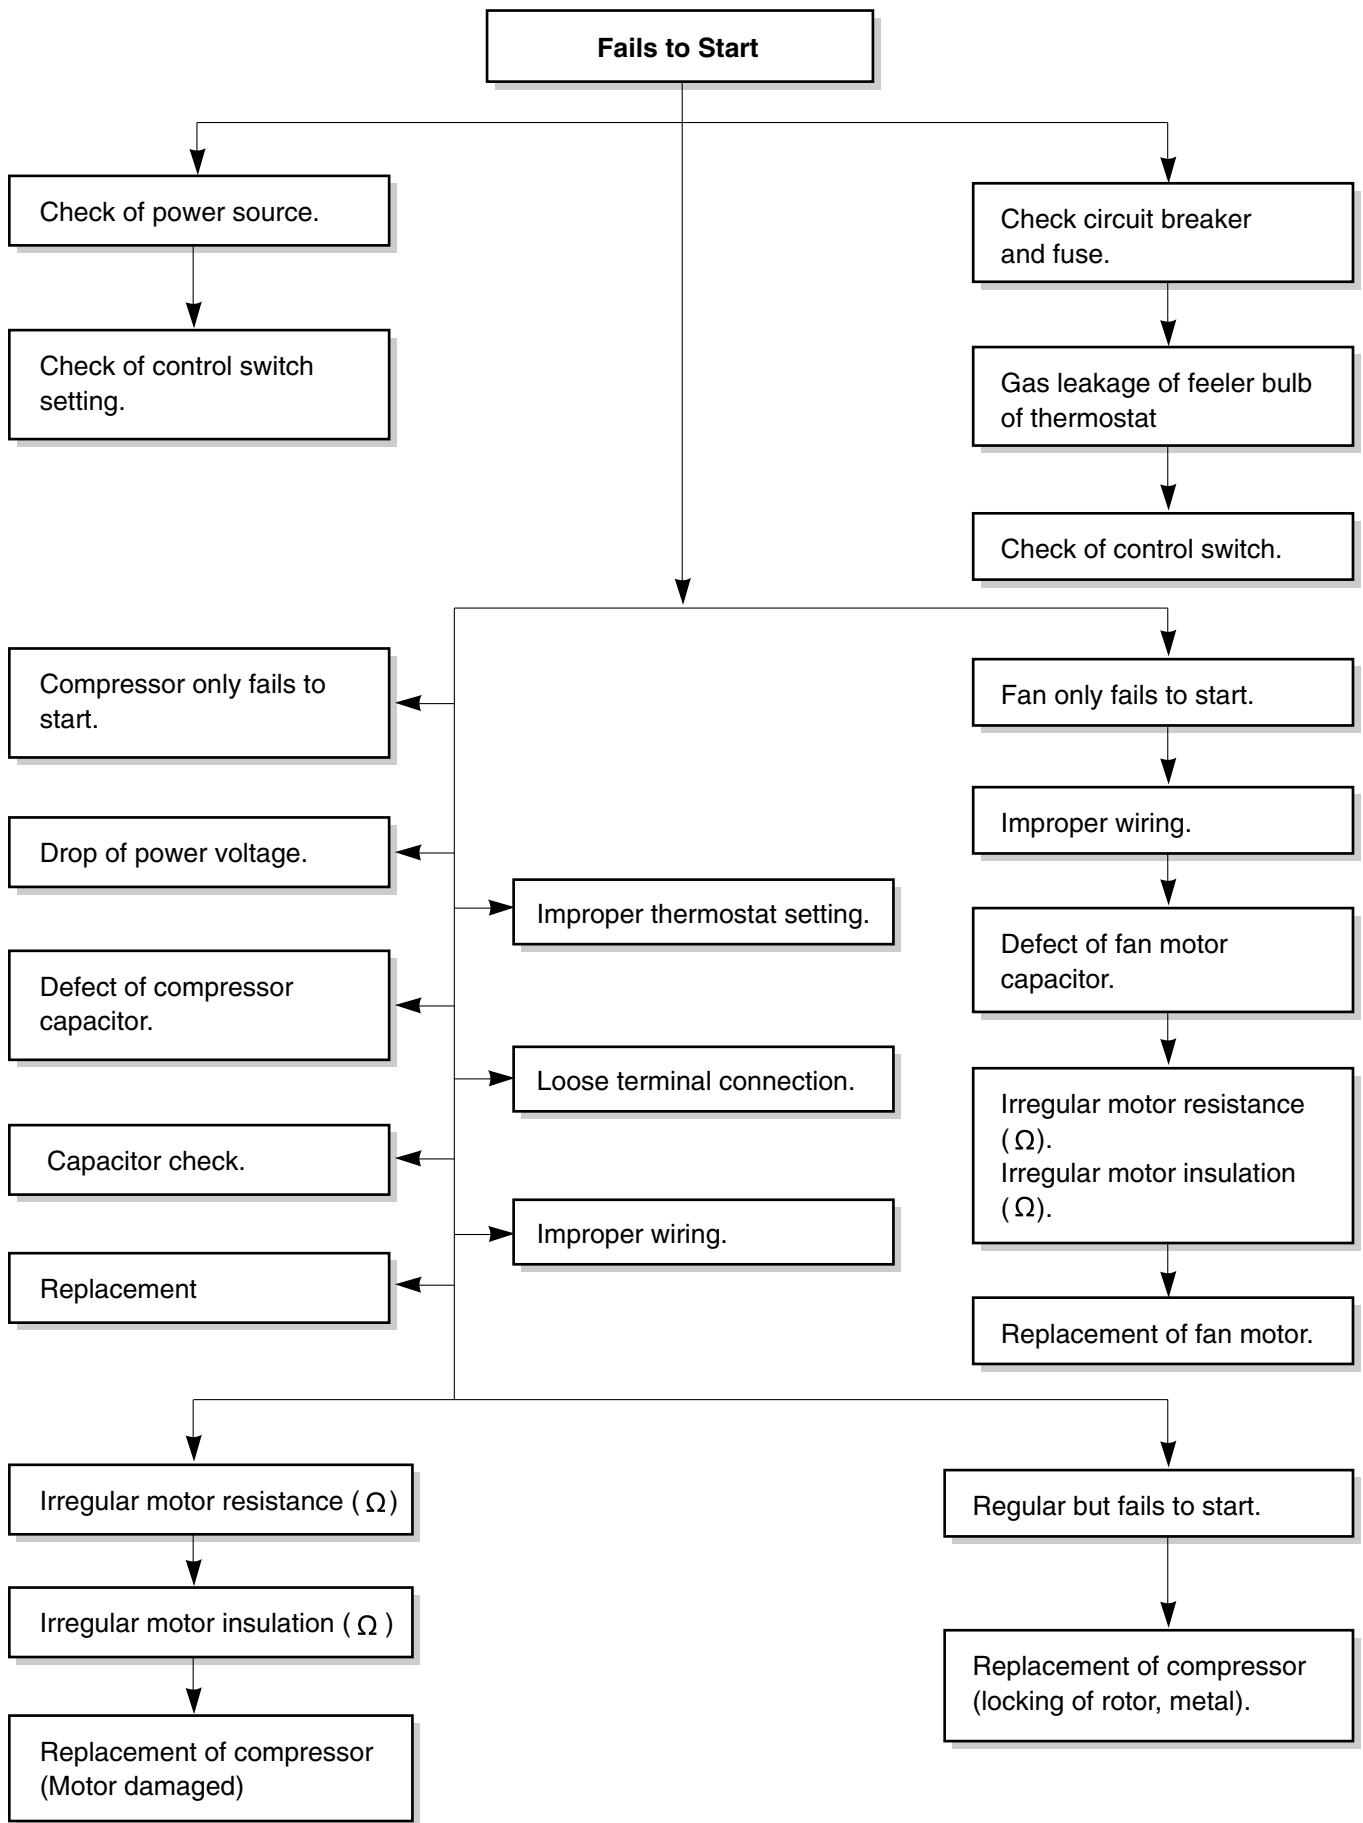 Fails to Start
Check of power source.
Check of control switch
setting.
Check circuit breaker
and fuse.
Gas leakage of feeler bulb
of thermostat
Check of control switch.
Compressor only fails to
start.
Drop of power voltage.
Defect of compressor
capacitor.
Capacitor check.
Replacement
Improper thermostat setting.
Loose terminal connection.
Improper wiring.
Fan only fails to start.
Improper wiring.
Defect of fan motor
capacitor.
Irregular motor resistance
(Ω).
Irregular motor insulation
(Ω).
Replacement of fan motor.
Irregular motor resistance (Ω)
Irregular motor insulation (Ω )
Replacement of compressor
(Motor damaged)
Regular but fails to start.
Replacement of compressor
(locking of rotor, metal).